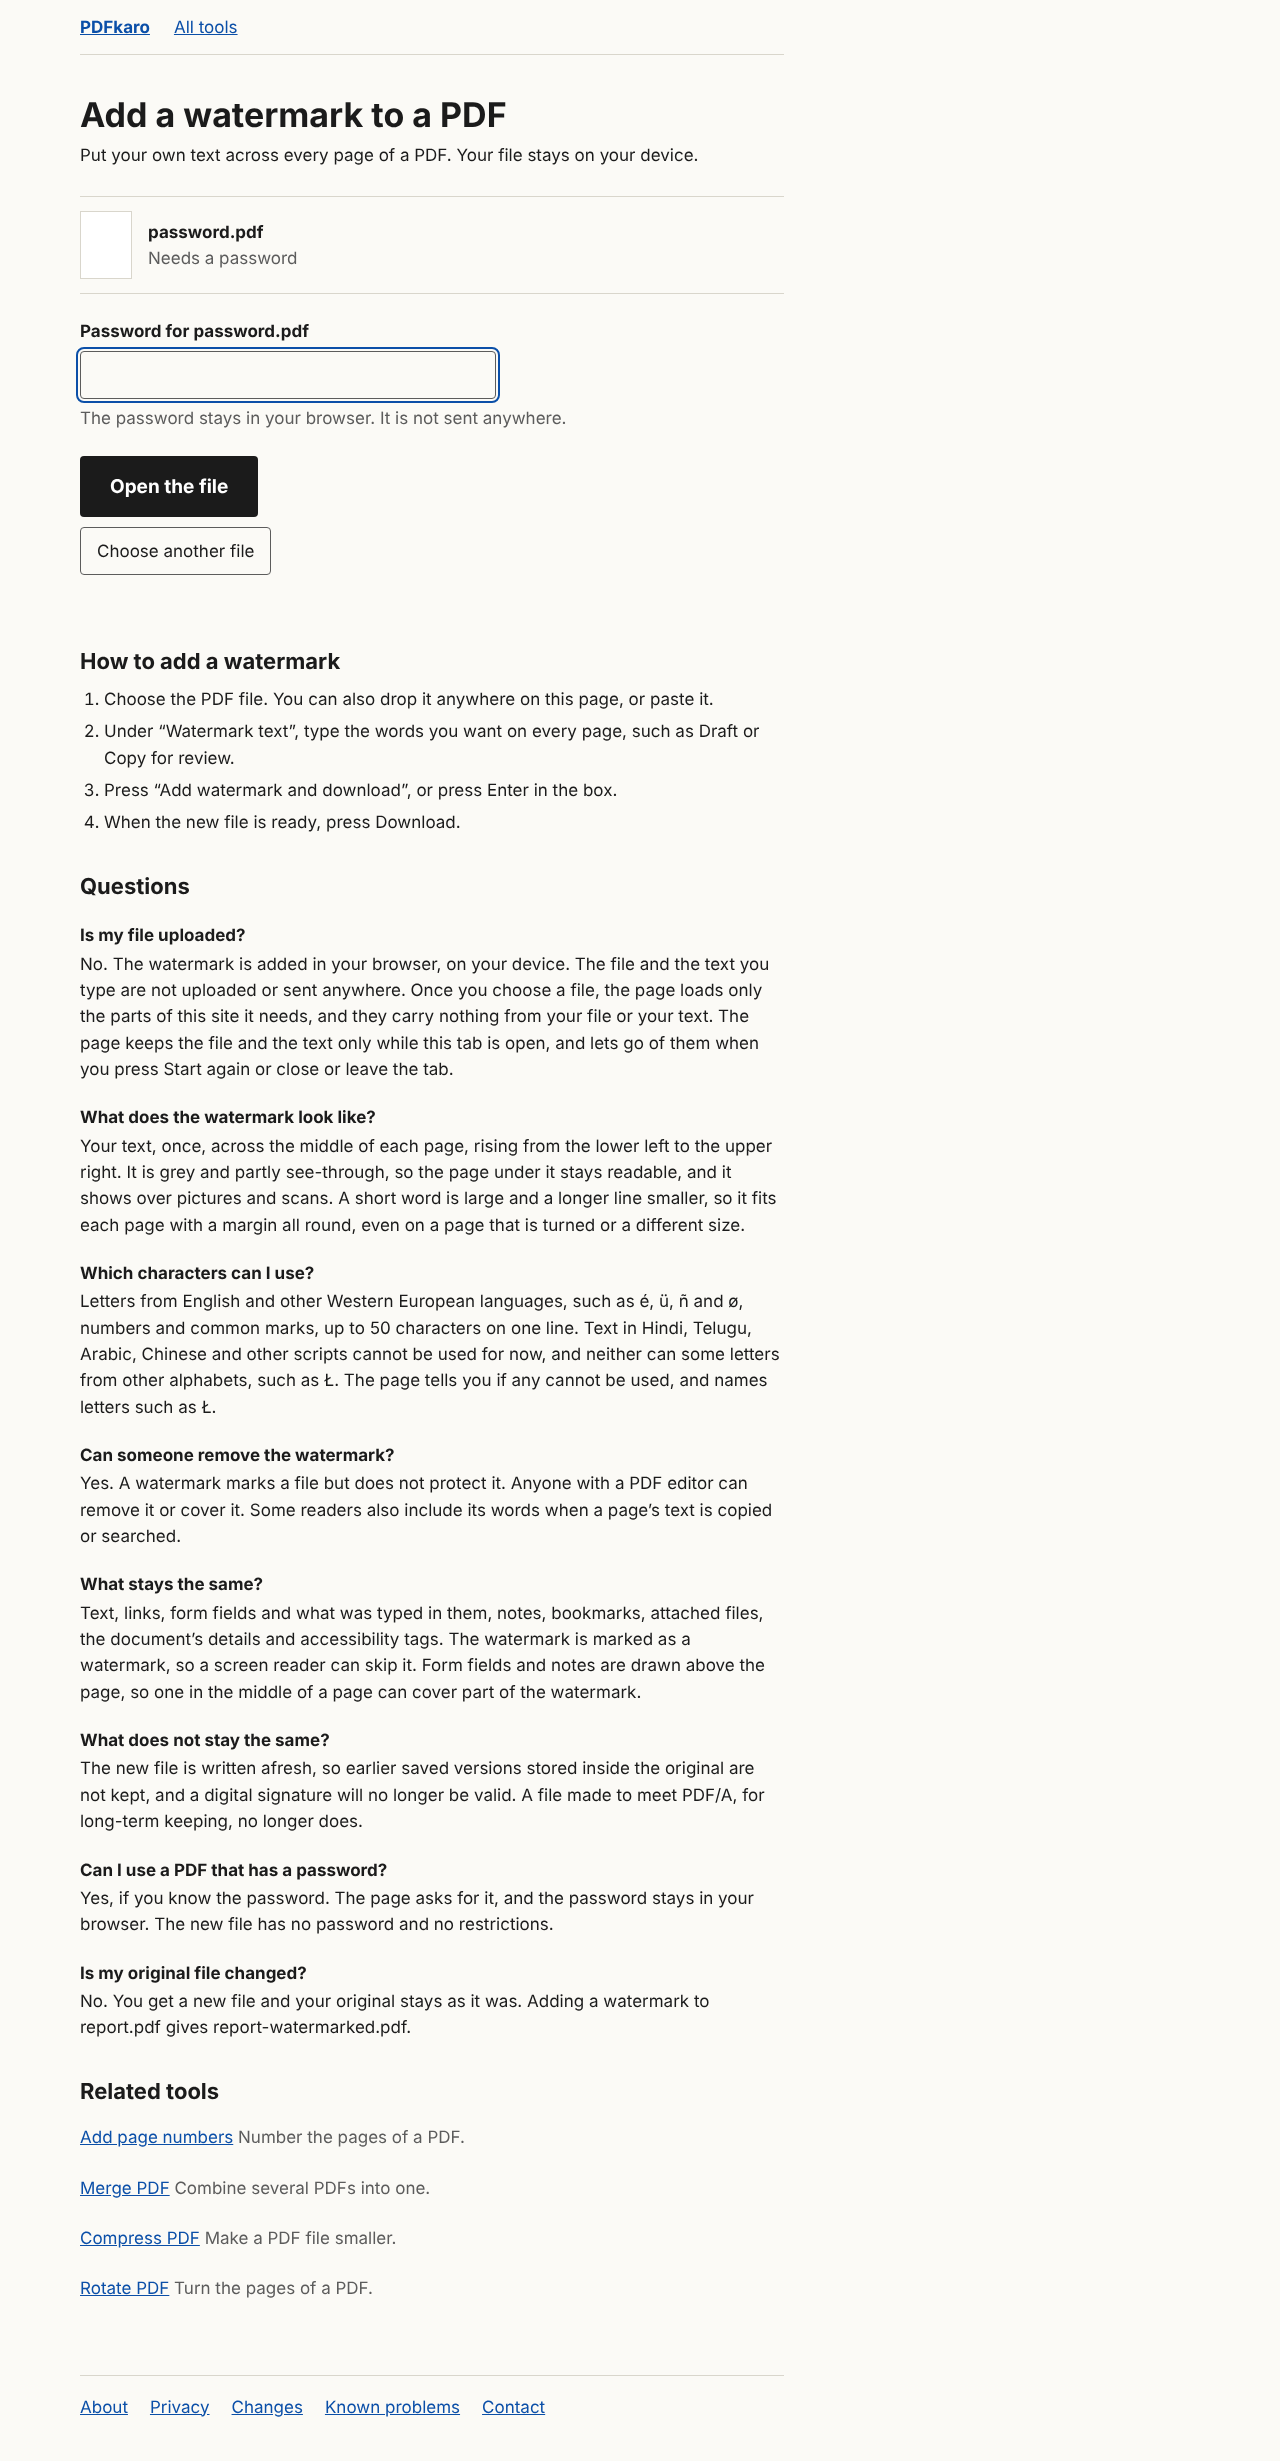 PDFkaro All tools
Add a watermark to a PDF
Put your own text across every page of a PDF. Your file stays on your device.
password.pdf
Needs a password
Password for password.pdf
The password stays in your browser. It is not sent anywhere.
Open the file
Choose another file
How to add a watermark
1. Choose the PDF file. You can also drop it anywhere on this page, or paste it.
2. Under “Watermark text”, type the words you want on every page, such as Draft or
Copy for review.
3. Press “Add watermark and download”, or press Enter in the box.
4. When the new file is ready, press Download.
Questions
Is my file uploaded?
No. The watermark is added in your browser, on your device. The file and the text you
type are not uploaded or sent anywhere. Once you choose a file, the page loads only
the parts of this site it needs, and they carry nothing from your file or your text. The
page keeps the file and the text only while this tab is open, and lets go of them when
you press Start again or close or leave the tab.
What does the watermark look like?
Your text, once, across the middle of each page, rising from the lower left to the upper
right. It is grey and partly see-through, so the page under it stays readable, and it
shows over pictures and scans. A short word is large and a longer line smaller, so it fits
each page with a margin all round, even on a page that is turned or a different size.
Which characters can I use?
Letters from English and other Western European languages, such as é, ü, ñ and ø,
numbers and common marks, up to 50 characters on one line. Text in Hindi, Telugu,
Arabic, Chinese and other scripts cannot be used for now, and neither can some letters
from other alphabets, such as Ł. The page tells you if any cannot be used, and names
letters such as Ł.
Can someone remove the watermark?
Yes. A watermark marks a file but does not protect it. Anyone with a PDF editor can
remove it or cover it. Some readers also include its words when a page’s text is copied
or searched.
What stays the same?
Text, links, form fields and what was typed in them, notes, bookmarks, attached files,
the document’s details and accessibility tags. The watermark is marked as a
watermark, so a screen reader can skip it. Form fields and notes are drawn above the
page, so one in the middle of a page can cover part of the watermark.
What does not stay the same?
The new file is written afresh, so earlier saved versions stored inside the original are
not kept, and a digital signature will no longer be valid. A file made to meet PDF/A, for
long-term keeping, no longer does.
Can I use a PDF that has a password?
Yes, if you know the password. The page asks for it, and the password stays in your
browser. The new file has no password and no restrictions.
Is my original file changed?
No. You get a new file and your original stays as it was. Adding a watermark to
report.pdf gives report-watermarked.pdf.
Related tools
Add page numbers Number the pages of a PDF.
Merge PDF Combine several PDFs into one.
Compress PDF Make a PDF file smaller.
Rotate PDF Turn the pages of a PDF.
About Privacy Changes Known problems Contact